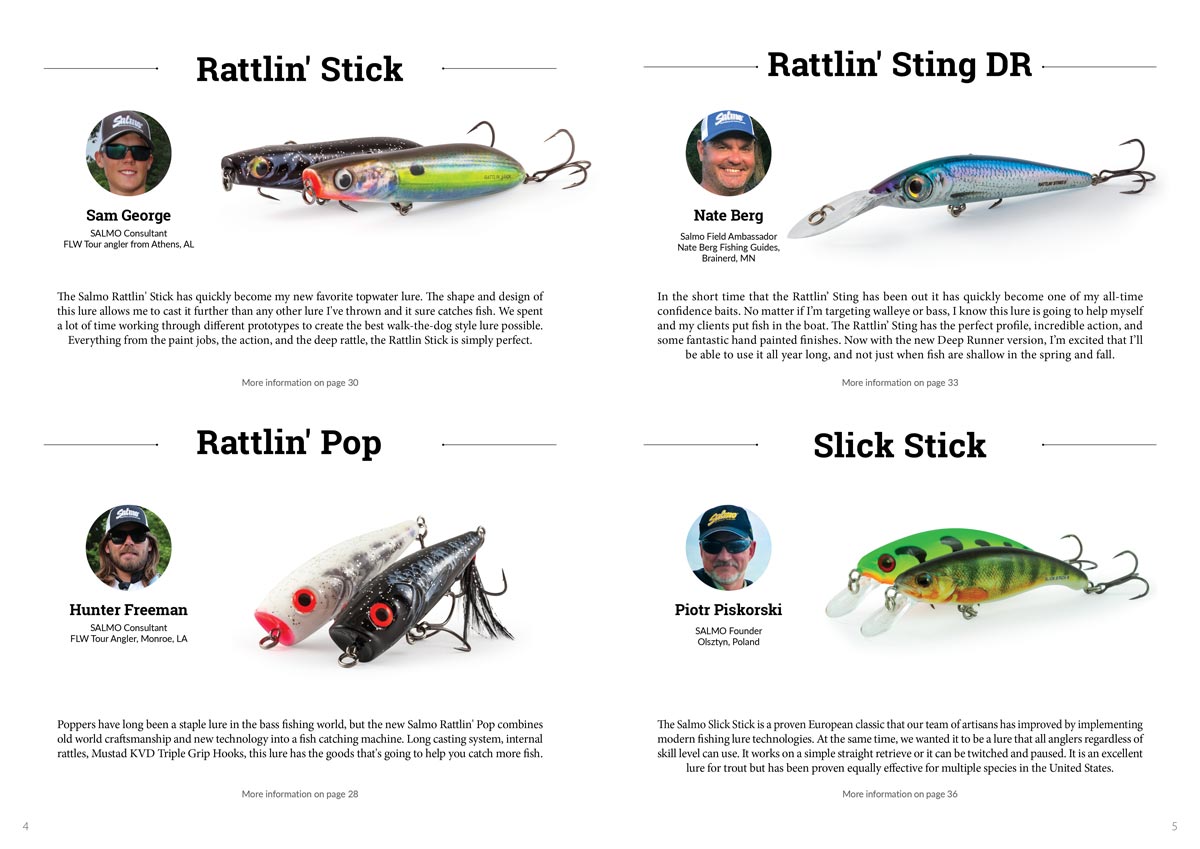 Rattlin' Stick
Salmo
Sam George
SALMO Consultant
FLW Tour angler from Athens, AL
The Salmo Rattlin' Stick has quickly become my new favorite topwater lure. The shape and design of
this lure allows me to cast it further than any other lure I've thrown and it sure catches fish. We spent
a lot of time working through different prototypes to create the best walk-the-dog style lure possible.
Everything from the paint jobs, the action, and the deep rattle, the Rattlin Stick is simply perfect.
More information on page 30
Rattlin' Pop
Salmo
Hunter Freeman
SALMO Consultant
FLW Tour Angler, Monroe, LA
Poppers have long been a staple lure in the bass fishing world, but the new Salmo Rattlin' Pop combines
old world craftsmanship and new technology into a fish catching machine. Long casting system, internal
rattles, Mustad KVD Triple Grip Hooks, this lure has the goods that's going to help you catch more fish.
More information on page 28
4
Rattlin' Sting DR
Salmo
Nate Berg
Salmo Field Ambassador
Nate Berg Fishing Guides,
Brainerd, MN
RATTLIN' STING
In the short time that the Rattlin' Sting has been out it has quickly become one of my all-time
confidence baits. No matter if I'm targeting walleye or bass, I know this lure is going to help myself
and my clients put fish in the boat. The Rattlin' Sting has the perfect profile, incredible action, and
some fantastic hand painted finishes. Now with the new Deep Runner version, I'm excited that I'll
be able to use it all year long, and not just when fish are shallow in the spring and fall.
More information on page 33
Slick Stick
Salmo
Piotr Piskorski
SALMO Founder
Olsztyn, Poland
The Salmo Slick Stick is a proven European classic that our team of artisans has improved by implementing
modern fishing lure technologies. At the same time, we wanted it to be a lure that all anglers regardless of
skill level can use. It works on a simple straight retrieve or it can be twitched and paused. It is an excellent
lure for trout but has been proven equally effective for multiple species in the United States.
More information on page 36
5